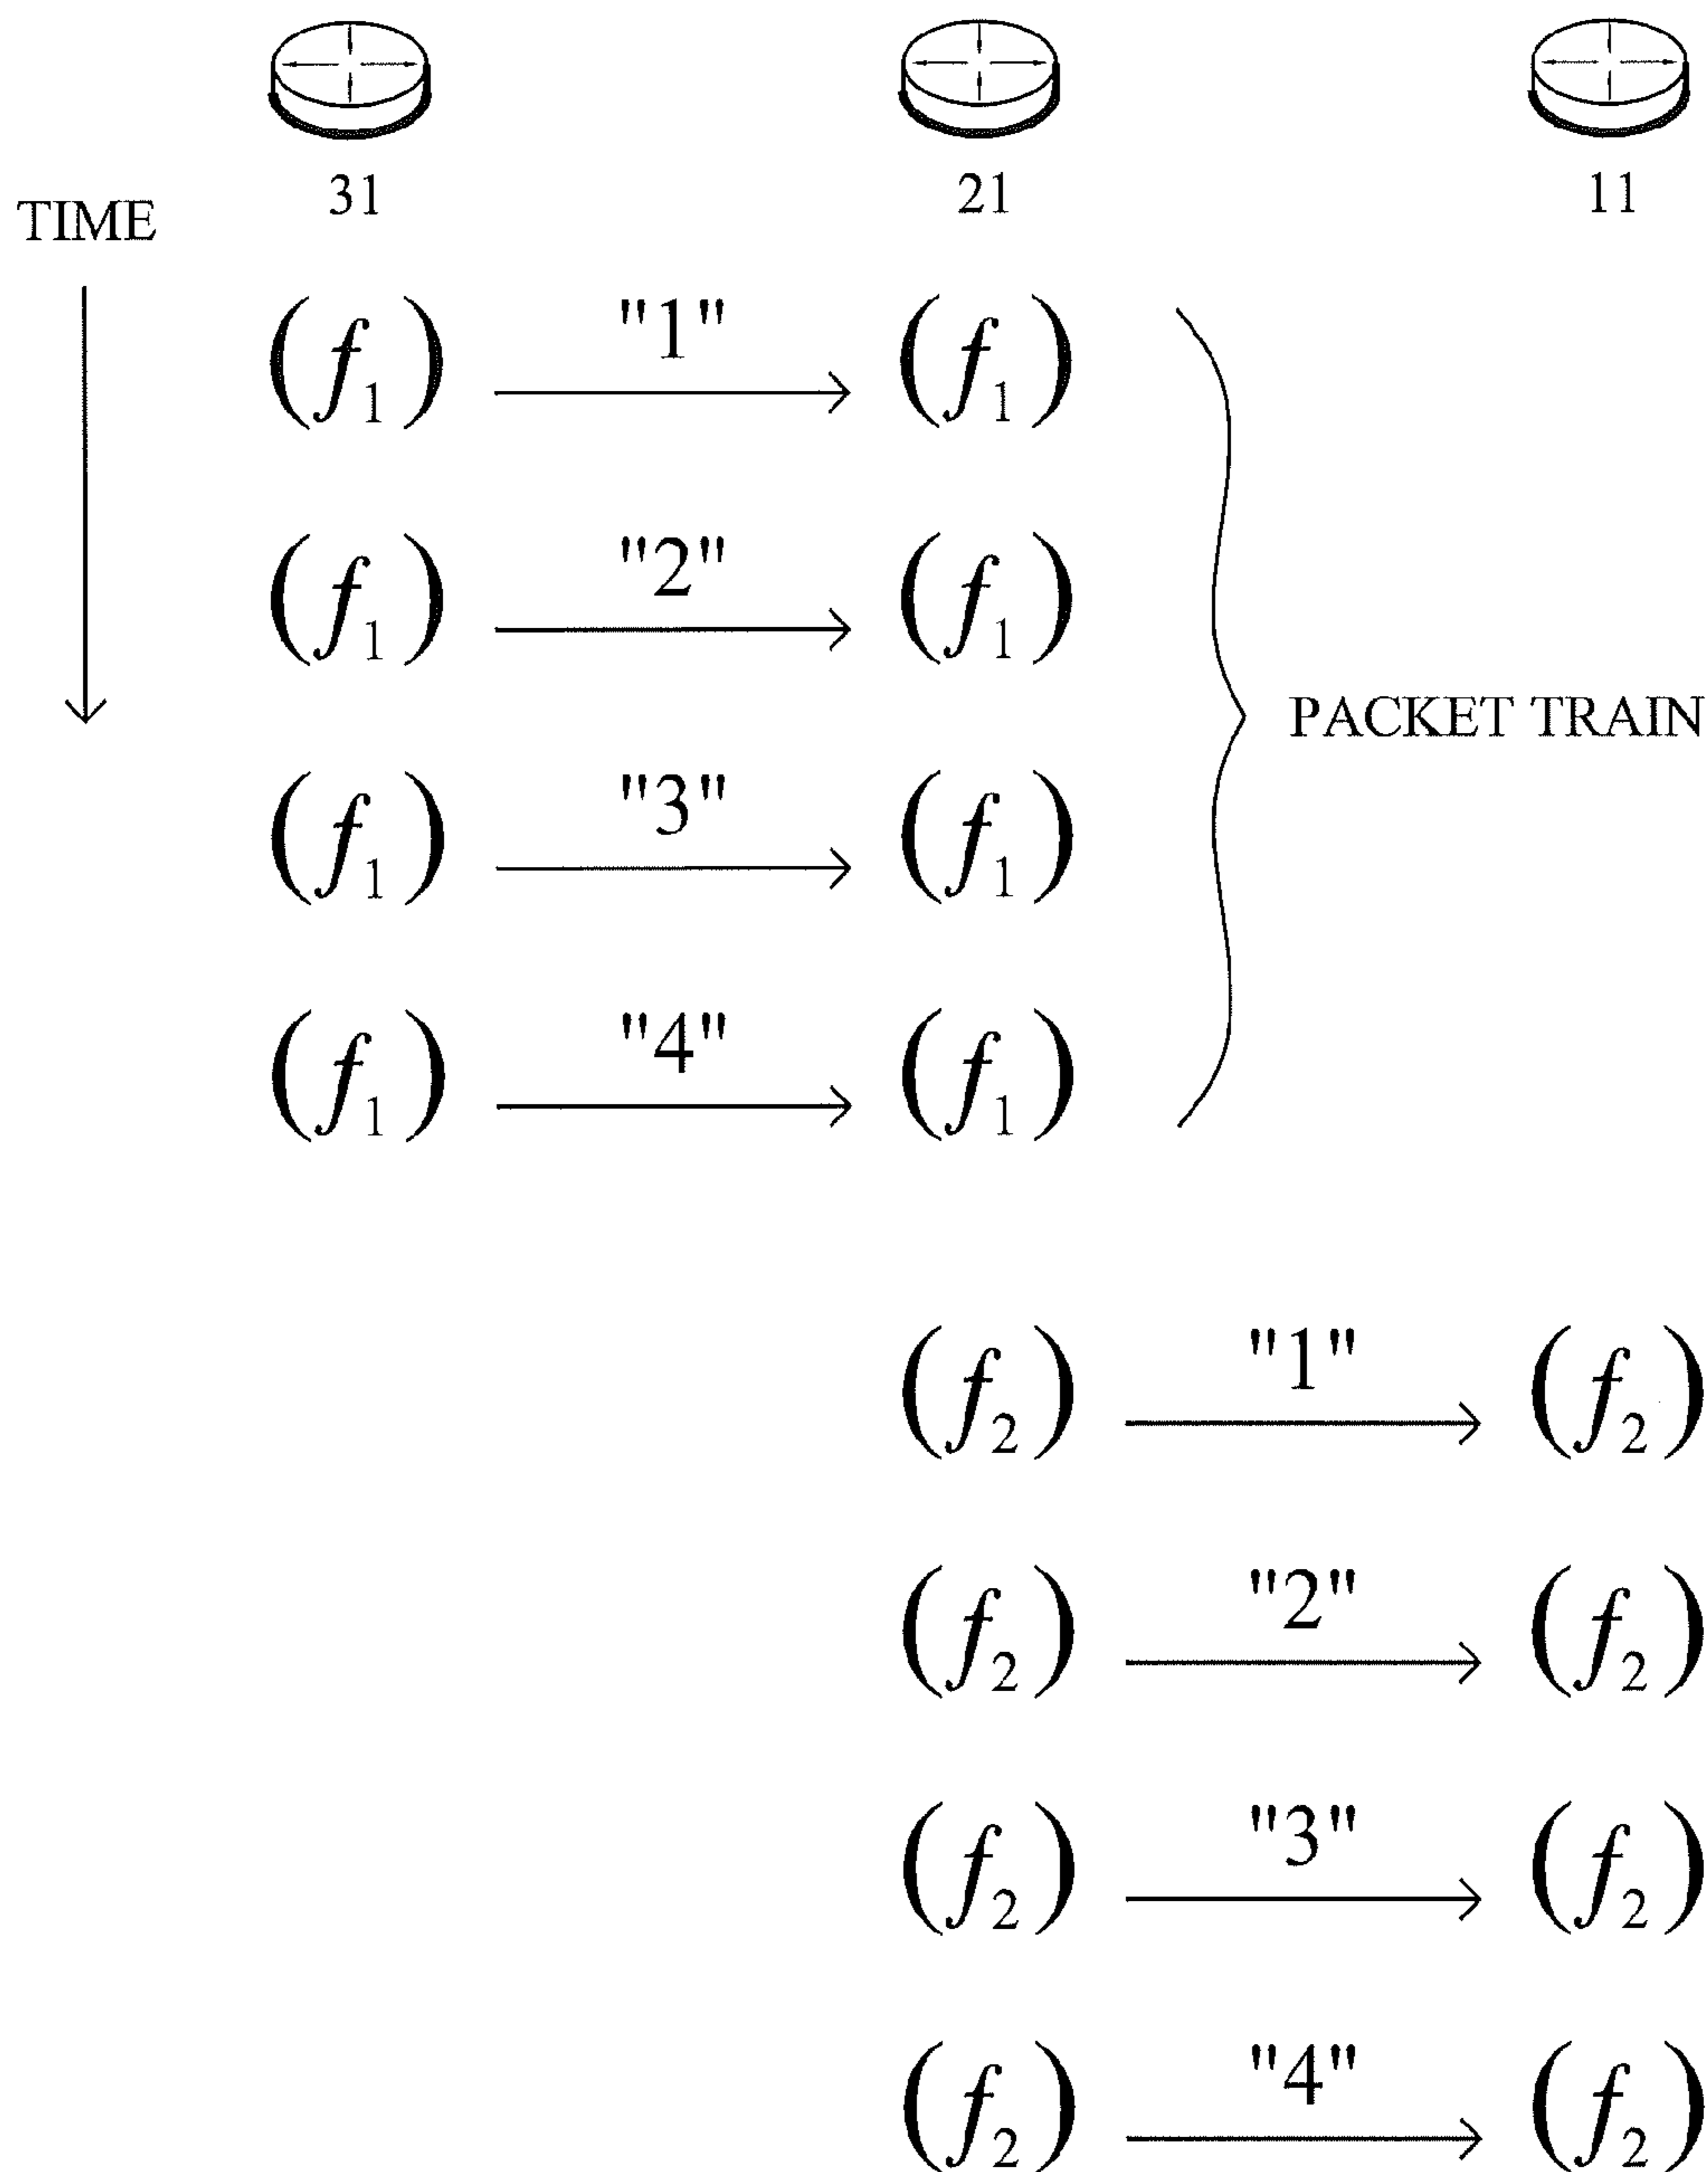 31 21 11
TIME
(f1) "1" (f1)
(f1) "2" (f1)
PACKET TRAIN
(f1) "3" (f1)
(f1) "4" (f1)
(f2) "1" (f2)
(f2) "2" (f2)
(f2) "3" (f2)
(f2) "4" (f2)